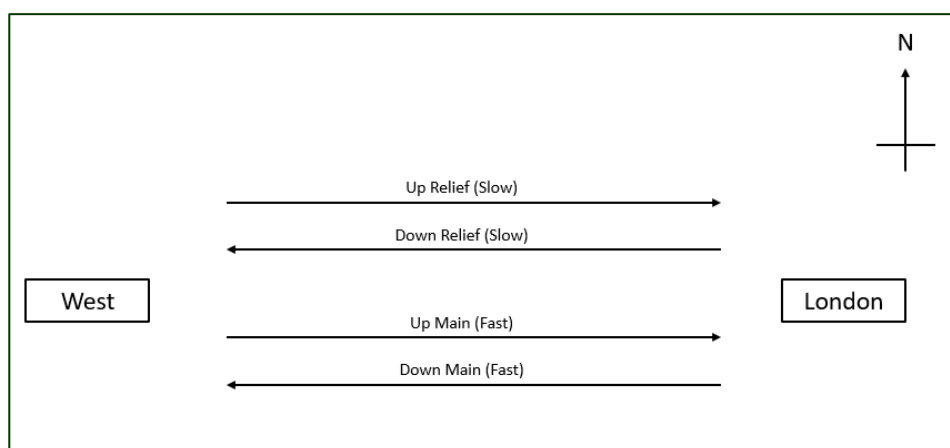 N
Up Relief (Slow)
Down Relief (Slow)
West
London
Up Main (Fast)
Down Main (Fast)